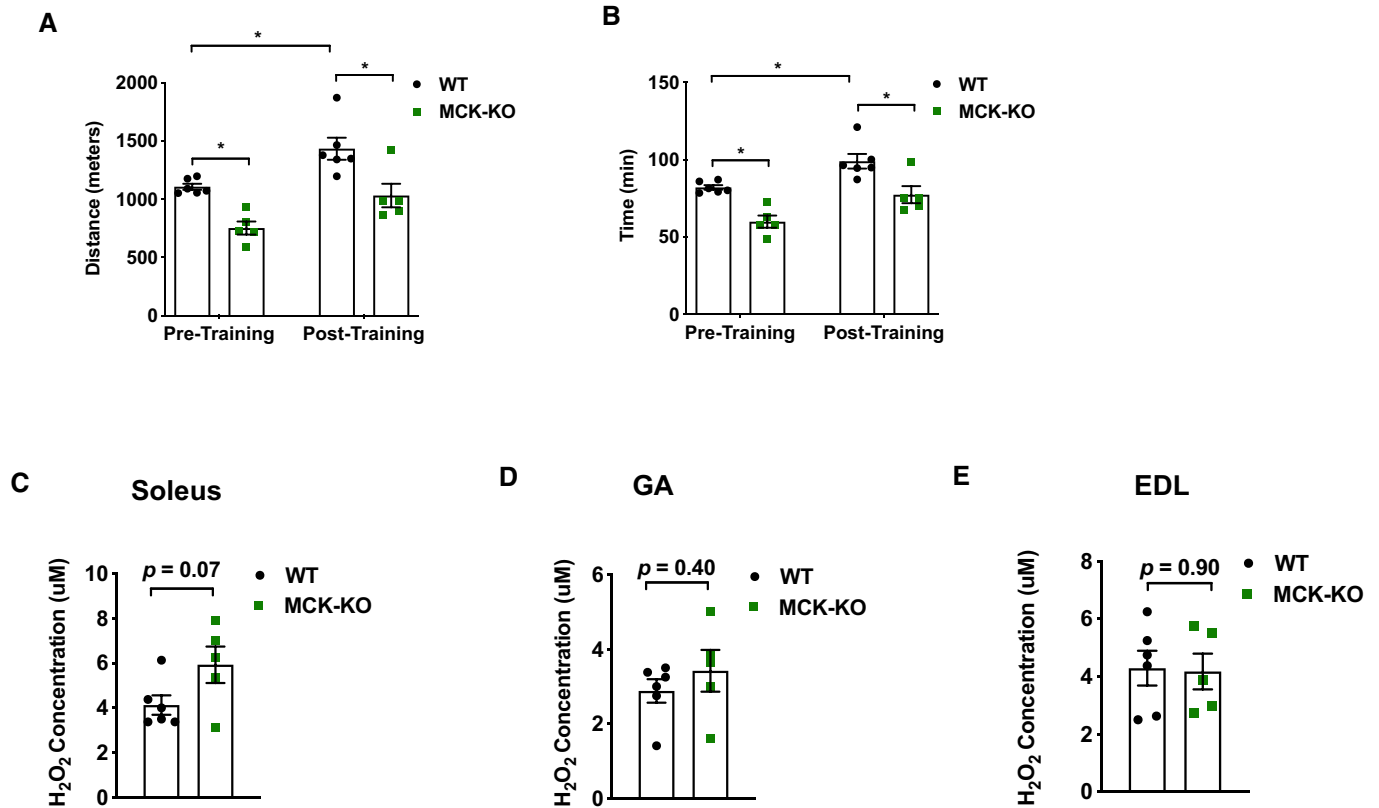 A
*
*
*
2000
1500
1000
500
0
Distance (meters)
WT
MCK-KO
Pre-Training
Post-Training
B
*
*
*
150
100
50
0
Time (min)
WT
MCK-KO
Pre-Training
Post-Training
C
Soleus
p = 0.07
10
8
6
4
2
0
H2O2 Concentration (uM)
WT
MCK-KO
D
GA
p = 0.40
6
4
2
0
H2O2 Concentration (uM)
WT
MCK-KO
E
EDL
p = 0.90
8
6
4
2
0
H2O2 Concentration (uM)
WT
MCK-KO